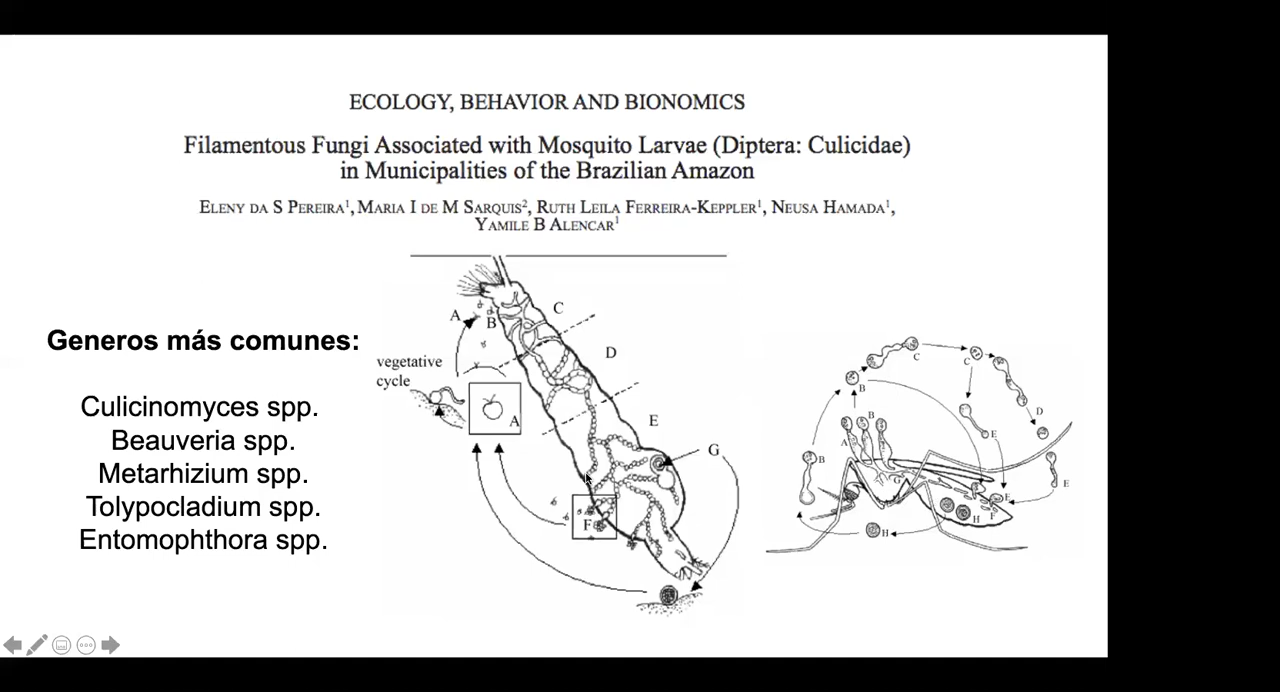 ECOLOGY, BEHAVIOR AND BIONOMICS
Filamentous Fungi Associated with Mosquito Larvae (Diptera: Culicidae)
in Municipalities of the Brazilian Amazon
ELENY DA S PEREIRA¹, MARIA I DE M SARQUIS², RUTH LEILA FERREIRA-KEPPLER¹, NEUSA HAMADA¹,
YAMILE B ALENCAR¹
Generos más comunes:
Culicinomyces spp.
Beauveria spp.
Metarhizium spp.
Tolypocladium spp.
Entomophthora spp.
vegetative
cycle
A
B
C
D
A
E
G
F
C
C
B
D
B
A
E
B
G
E
E
H
H